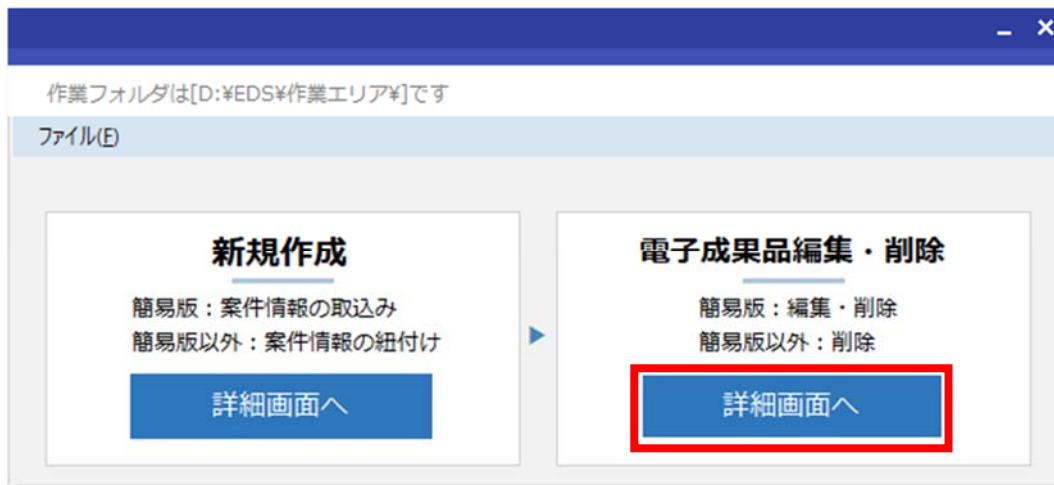 作業フォルダは[D:¥EDS¥作業エリア¥]です
ファイル(F)
新規作成
簡易版：案件情報の取込み
簡易版以外：案件情報の紐付け
詳細画面へ
電子成果品編集・削除
簡易版：編集・削除
簡易版以外：削除
詳細画面へ